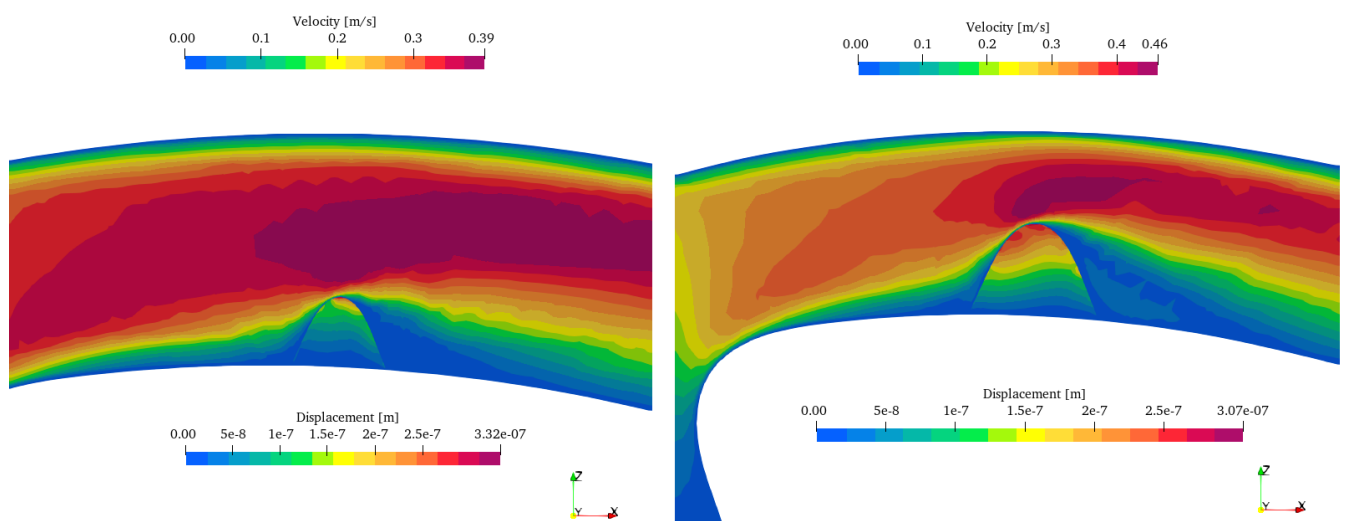 Velocity [m/s]
0.00 0.1 0.2 0.3 0.39
Displacement [m]
0.00 5e-8 1e-7 1.5e-7 2e-7 2.5e-7 3.32e-07
Z
Y X
Velocity [m/s]
0.00 0.1 0.2 0.3 0.4 0.46
Displacement [m]
0.00 5e-8 1e-7 1.5e-7 2e-7 2.5e-7 3.07e-07
Z
Y X